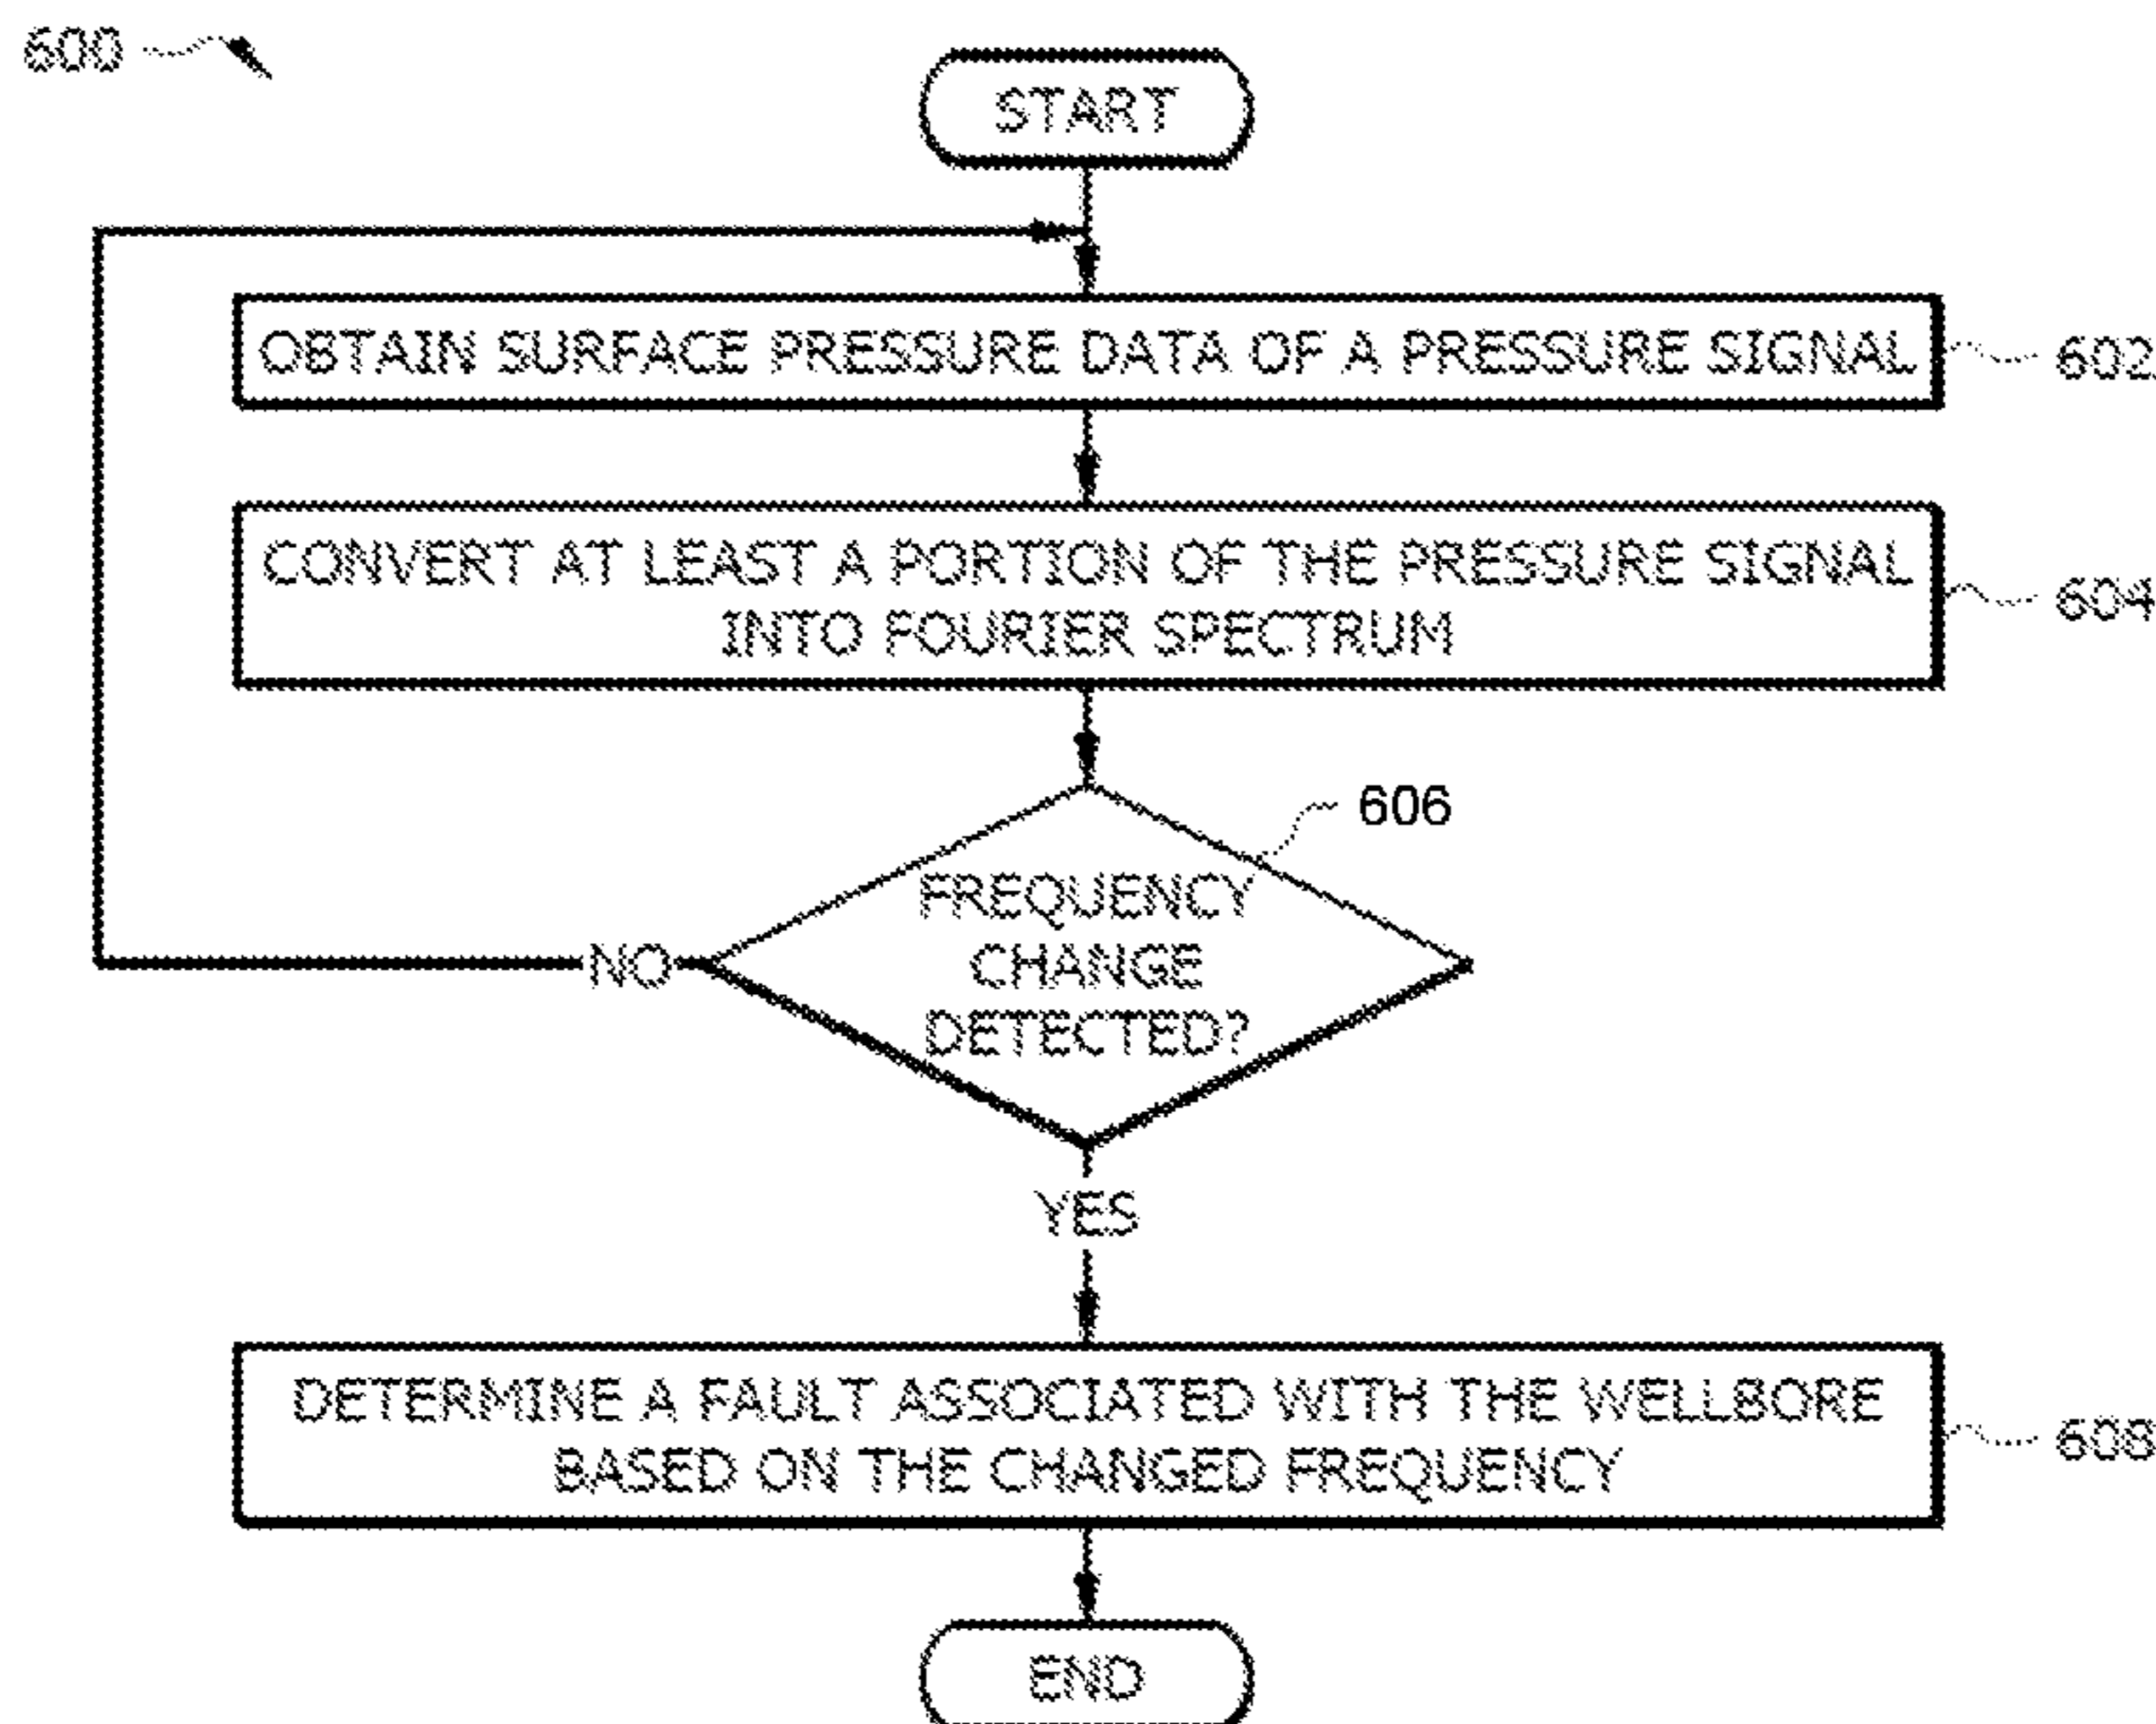 600
START
OBTAIN SURFACE PRESSURE DATA OF A PRESSURE SIGNAL
602
CONVERT AT LEAST A PORTION OF THE PRESSURE SIGNAL
INTO FOURIER SPECTRUM
604
606
FREQUENCY
CHANGE
DETECTED?
NO
YES
DETERMINE A FAULT ASSOCIATED WITH THE WELLBORE
BASED ON THE CHANGED FREQUENCY
608
END